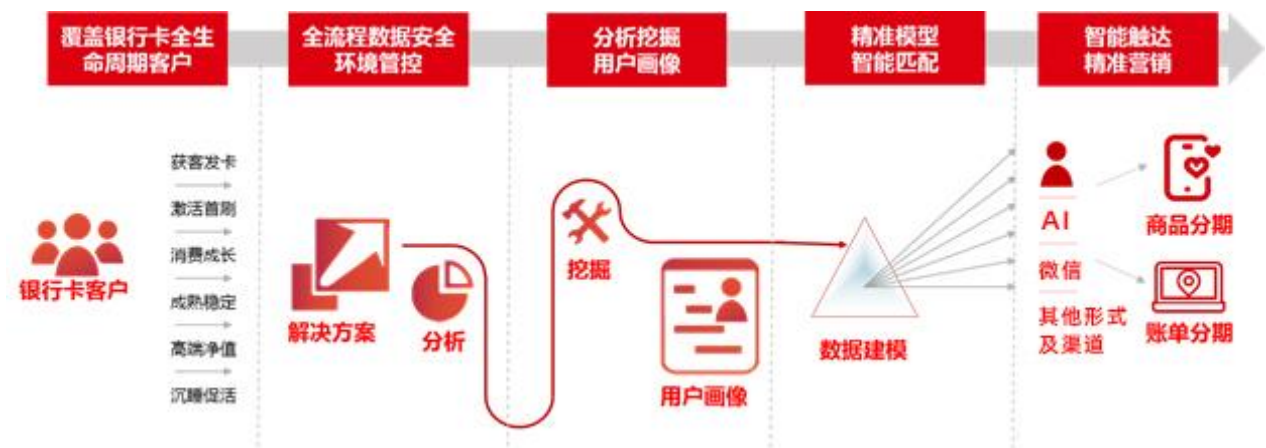 覆盖银行卡全生
命周期客户
全流程数据安全
环境管控
分析挖掘
用户画像
精准模型
智能匹配
智能触达
精准营销
获客发卡
激活首刷
消费成长
成熟稳定
高端净值
沉睡促活
银行卡客户
解决方案
分析
挖掘
用户画像
数据建模
AI
微信
其他形式
及渠道
商品分期
账单分期